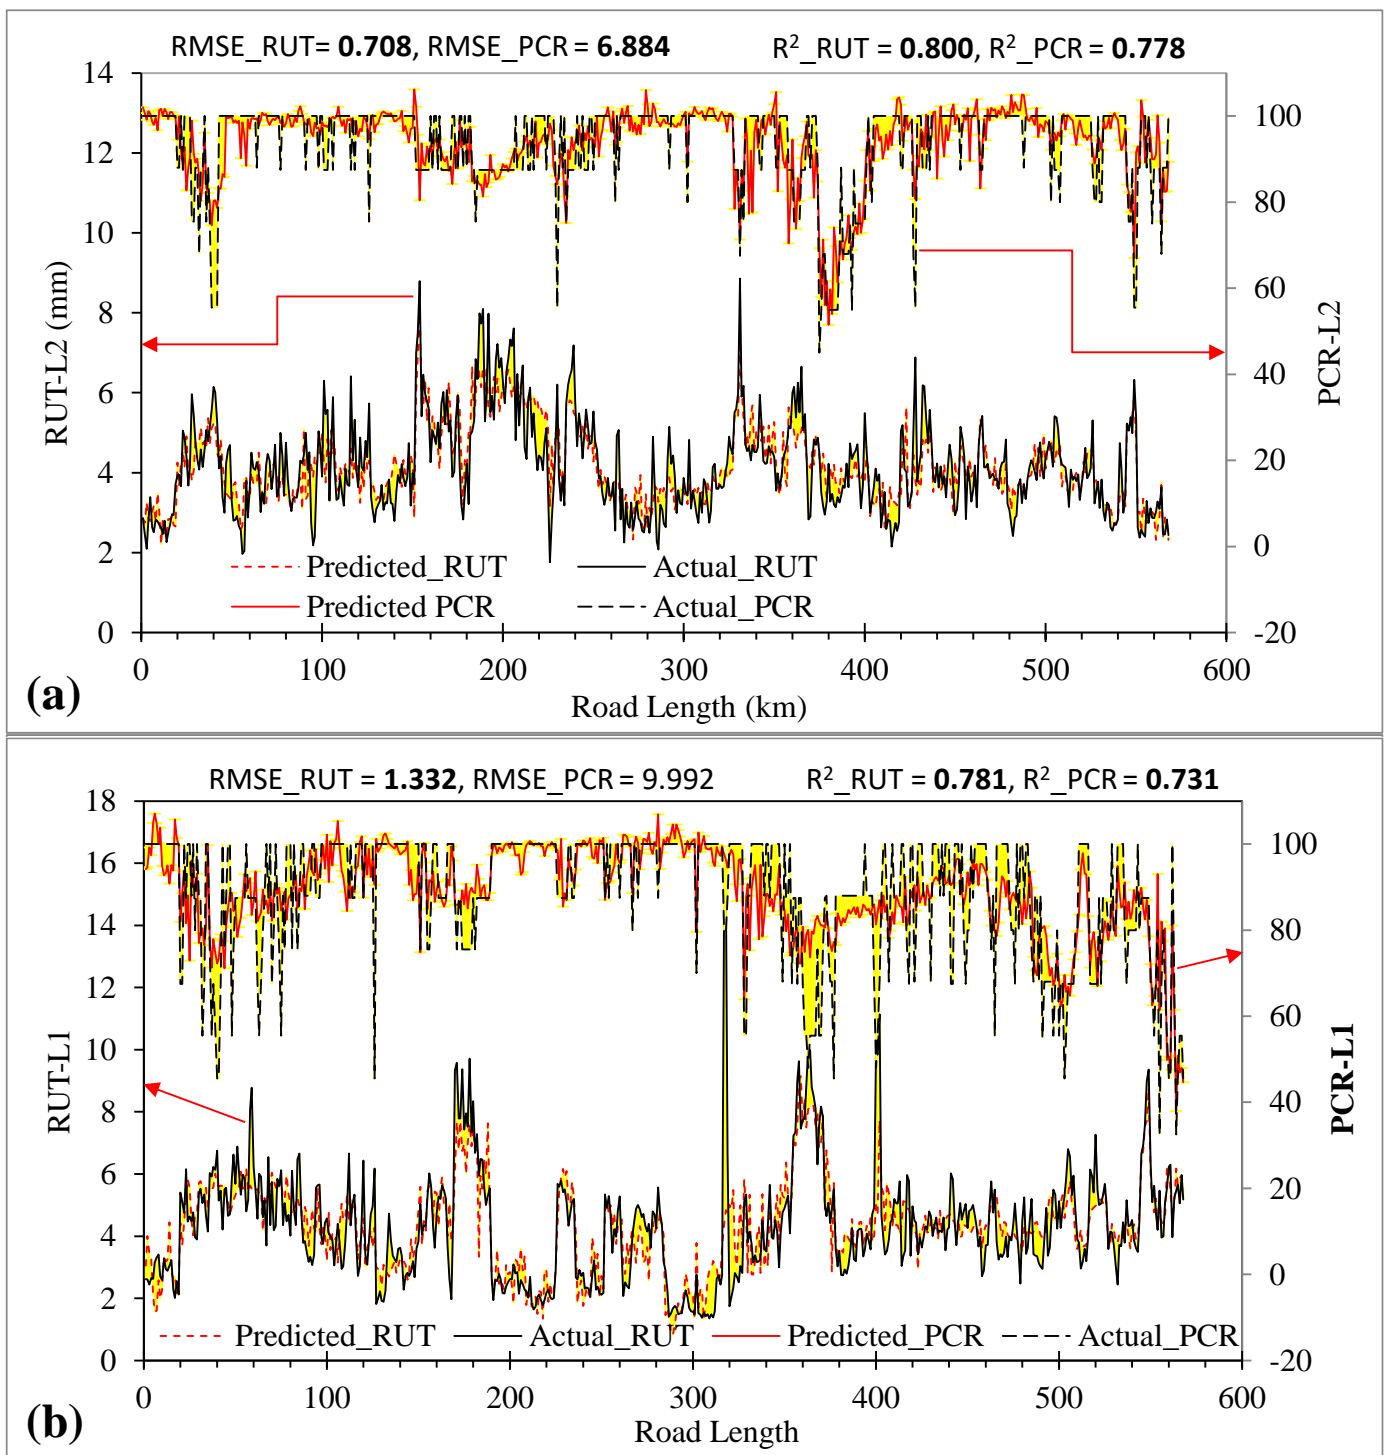 RMSE_RUT= 0.708, RMSE_PCR = 6.884 R²_RUT = 0.800, R²_PCR = 0.778
14
12
10
8
6
4
2
0
RUT-L2 (mm)
100
80
60
40
20
0
-20
PCR-L2
Predicted_RUT Actual_RUT
Predicted PCR Actual_PCR
0 100 200 300 400 500 600
Road Length (km)
(a)
RMSE_RUT = 1.332, RMSE_PCR = 9.992 R²_RUT = 0.781, R²_PCR = 0.731
18
16
14
12
10
8
6
4
2
0
RUT-L1
100
80
60
40
20
0
-20
PCR-L1
Predicted_RUT Actual_RUT Predicted_PCR Actual_PCR
0 100 200 300 400 500 600
Road Length
(b)